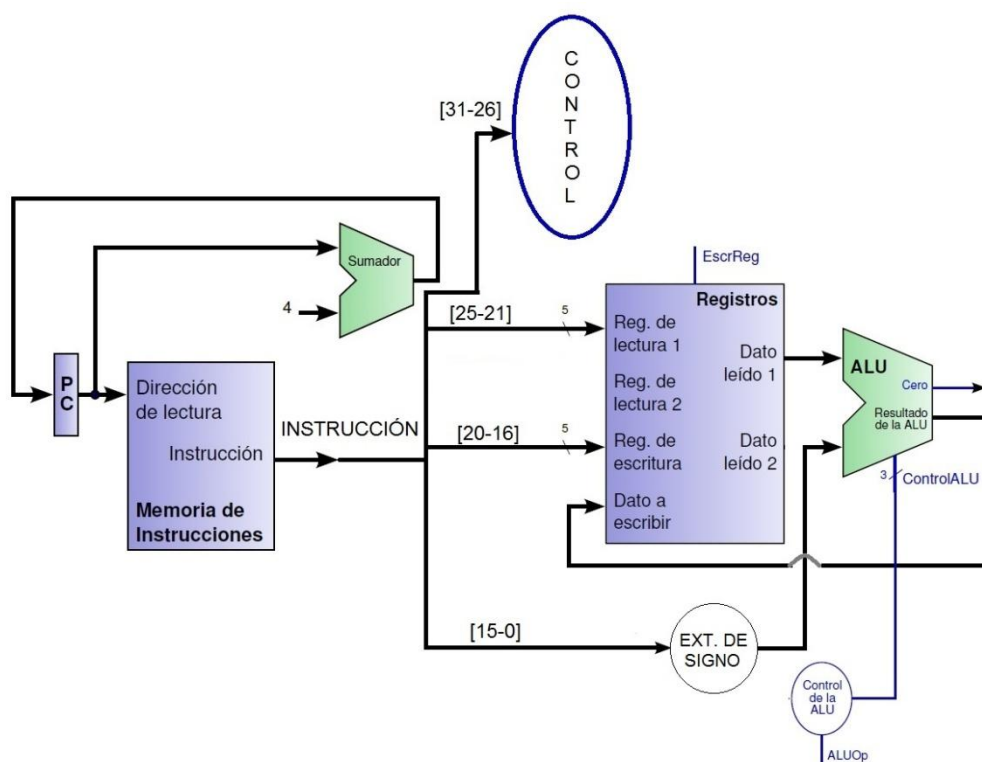 CONTROL
[31-26]
Sumador
4
EscrReg
[25-21]
5
Registros
Reg. de
lectura 1
Dato
leído 1
ALU
Cero
Resultado
de la ALU
PC
Dirección
de lectura
Instrucción
Memoria de
Instrucciones
INSTRUCCIÓN
Reg. de
lectura 2
[20-16]
5
Reg. de
escritura
Dato
leído 2
3
ControlALU
Dato a
escribir
[15-0]
EXT. DE
SIGNO
Control
de la
ALU
ALUOp